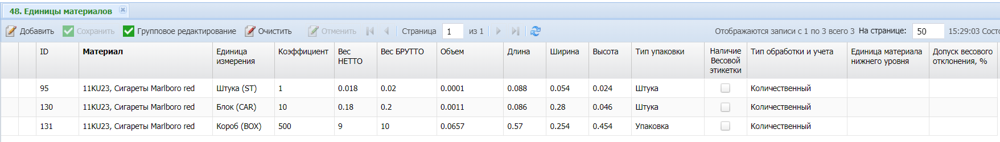 48. Единицы материалов
Добавить Сохранить Групповое редактирование Очистить Отменить Страница 1 из 1 Отображаются записи с 1 по 3 всего 3 На странице: 50 15:29:03 Состо
ID Материал Единица измерения Коэффициент Вес НЕТТО Вес БРУТТО Объем Длина Ширина Высота Тип упаковки Наличие Весовой этикетки Тип обработки и учета Единица материала нижнего уровня Допуск весового отклонения, %
95 11KU23, Сигареты Marlboro red Штука (ST) 1 0.018 0.02 0.0001 0.088 0.054 0.024 Штука Количественный
130 11KU23, Сигареты Marlboro red Блок (CAR) 10 0.18 0.2 0.0011 0.086 0.28 0.046 Штука Количественный
131 11KU23, Сигареты Marlboro red Короб (BOX) 500 9 10 0.0657 0.57 0.254 0.454 Упаковка Количественный